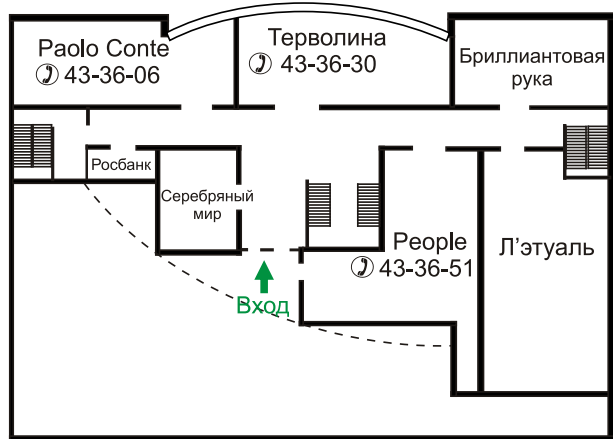 Paolo Conte
43-36-06
Терволина
43-36-30
Бриллиантовая
рука
Росбанк
Серебряный
мир
People
43-36-51
Л’этуаль
Вход